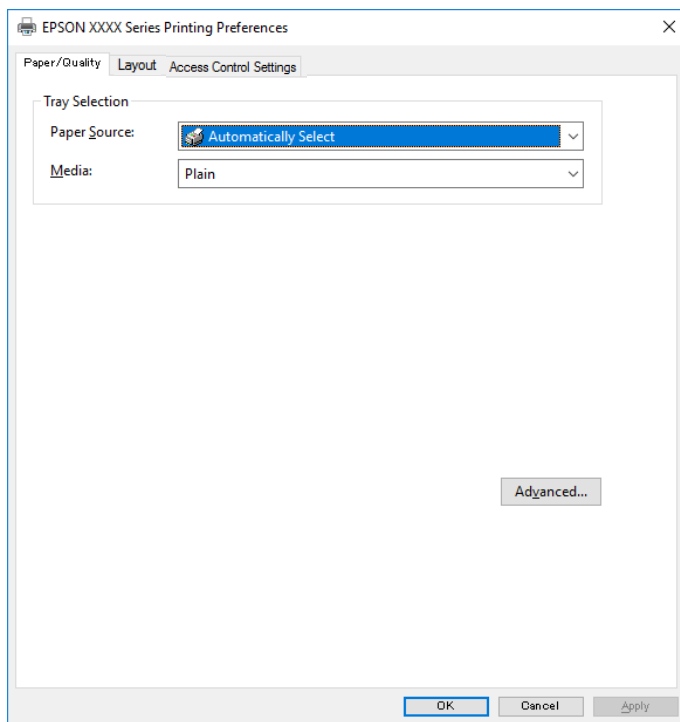 EPSON XXXX Series Printing Preferences
Paper/Quality Layout Access Control Settings
Tray Selection
Paper Source: Automatically Select
Media: Plain
Advanced...
OK Cancel Apply